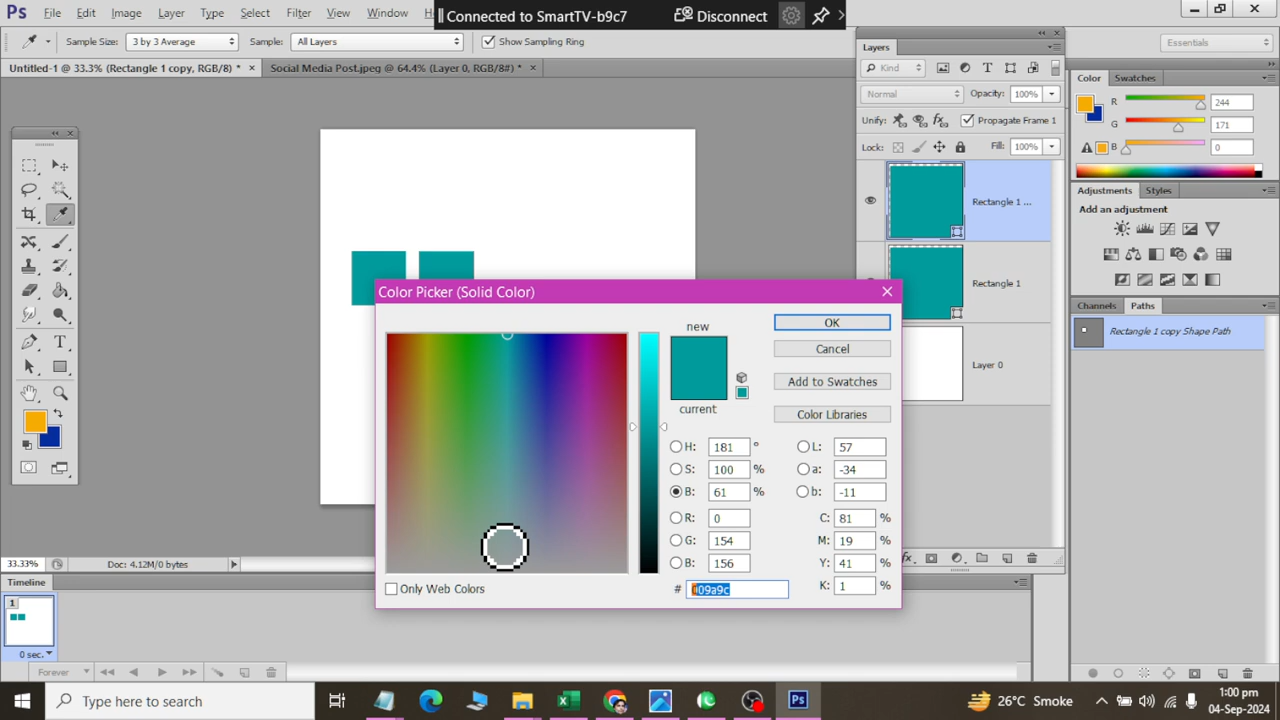 Ps File Edit Image Layer Type Select Filter View Window H
Connected to SmartTV-b9c7 Disconnect
Sample Size: 3 by 3 Average Sample: All Layers Show Sampling Ring Essentials
Untitled-1 @ 33.3% (Rectangle 1 copy, RGB/8) * × Social Media Post.jpeg @ 64.4% (Layer 0, RGB/8#) * ×
Layers
Kind
Normal Opacity: 100%
Unify: Propagate Frame 1
Lock: Fill: 100%
Rectangle 1 ...
Rectangle 1
Layer 0
Color Swatches
R 244
G 171
B 0
Adjustments Styles
Add an adjustment
Channels Paths
Rectangle 1 copy Shape Path
Color Picker (Solid Color)
new
current
OK
Cancel
Add to Swatches
Color Libraries
H: 181 ° L: 57
S: 100 % a: -34
B: 61 % b: -11
R: 0 C: 81 %
G: 154 M: 19 %
B: 156 Y: 41 %
# 009a9c K: 1 %
Only Web Colors
33.33% Doc: 4.12M/0 bytes
fx
Timeline
1
0 sec.
Forever
Type here to search
Ps
26°C Smoke
1:00 pm
04-Sep-2024